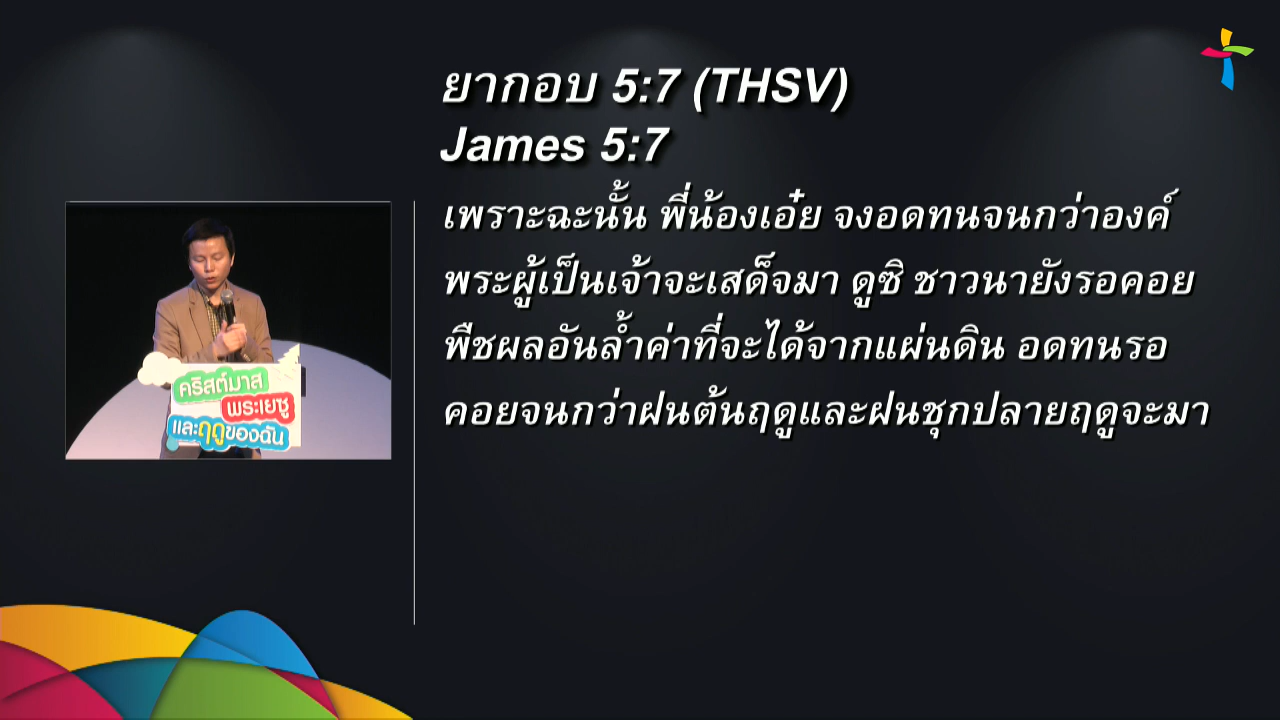 ยากอบ 5:7 (THSV)
James 5:7
เพราะฉะนั้น พี่น้องเอ๋ย จงอดทนจนกว่าองค์
พระผู้เป็นเจ้าจะเสด็จมา ดูซิ ชาวนายังรอคอย
พืชผลอันล้ำค่าที่จะได้จากแผ่นดิน อดทนรอ
คอยจนกว่าฝนต้นฤดูและฝนชุกปลายฤดูจะมา
คริสต์มาส
พระเยซู
และฤดูของฉัน